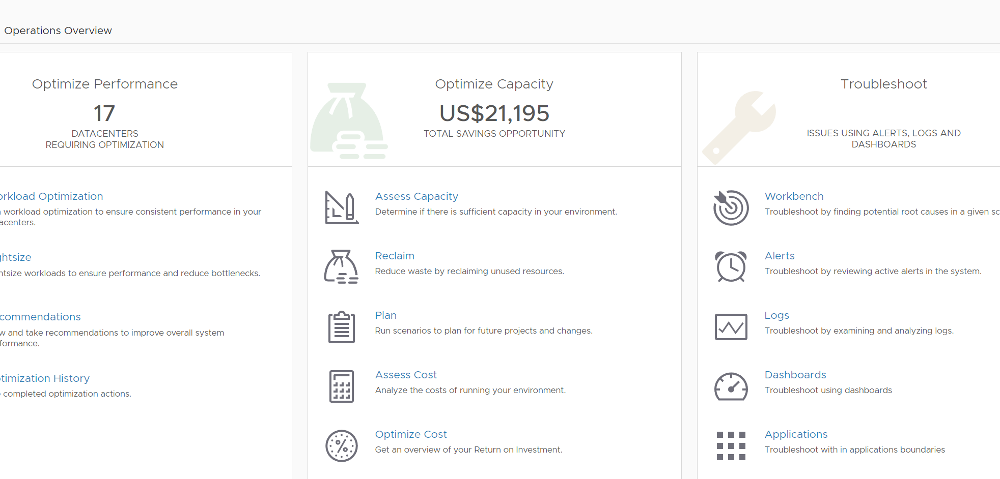 Operations Overview
Optimize Performance
17
DATACENTERS
REQUIRING OPTIMIZATION
orkload Optimization
workload optimization to ensure consistent performance in your
acenters.
ghtsize
ntsize workloads to ensure performance and reduce bottlenecks.
commendations
w and take recommendations to improve overall system
formance.
timization History
completed optimization actions.
Optimize Capacity
US$21,195
TOTAL SAVINGS OPPORTUNITY
Assess Capacity
Determine if there is sufficient capacity in your environment.
Reclaim
Reduce waste by reclaiming unused resources.
Plan
Run scenarios to plan for future projects and changes.
Assess Cost
Analyze the costs of running your environment.
Optimize Cost
Get an overview of your Return on Investment.
Troubleshoot
ISSUES USING ALERTS, LOGS AND
DASHBOARDS
Workbench
Troubleshoot by finding potential root causes in a given sc
Alerts
Troubleshoot by reviewing active alerts in the system.
Logs
Troubleshoot by examining and analyzing logs.
Dashboards
Troubleshoot using dashboards
Applications
Troubleshoot with in applications boundaries